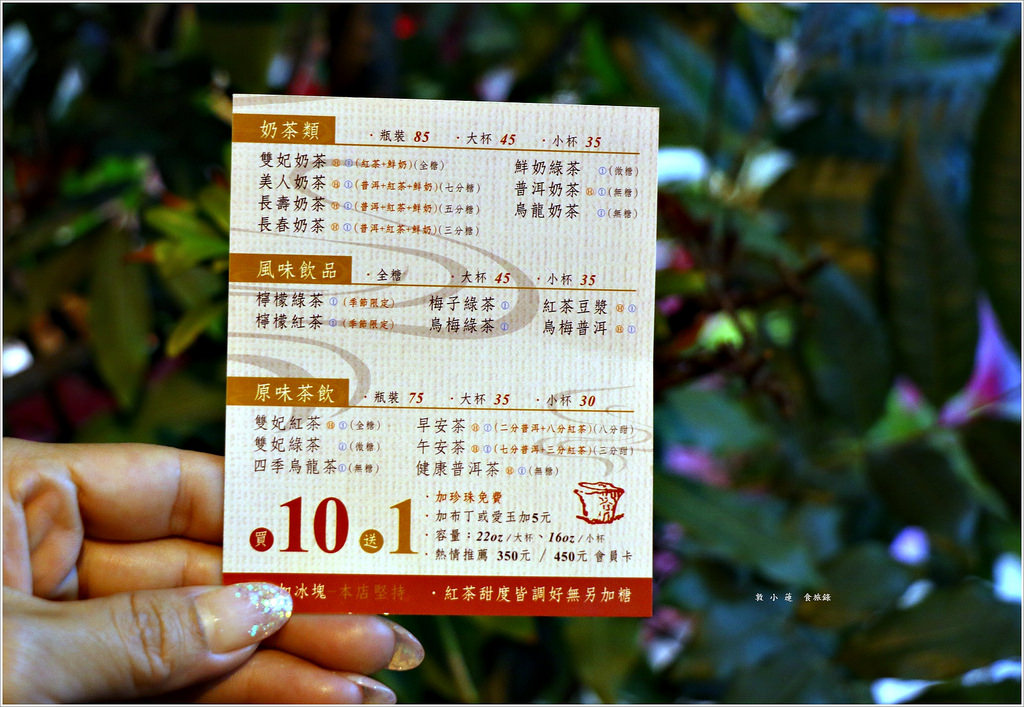 奶茶類 ·瓶裝 85 ·大杯 45 ·小杯 35
雙妃奶茶 H I (紅茶+鮮奶)(全糖) 鮮奶綠茶 I (微糖)
美人奶茶 H I (普洱+紅茶+鮮奶)(七分糖) 普洱奶茶 H I (無糖)
長壽奶茶 H I (普洱+紅茶+鮮奶)(五分糖) 烏龍奶茶 I (無糖)
長春奶茶 H I (普洱+紅茶+鮮奶)(三分糖)
風味飲品 ·全糖 ·大杯 45 ·小杯 35
檸檬綠茶 I (季節限定) 梅子綠茶 I 紅茶豆漿 H I
檸檬紅茶 I (季節限定) 烏梅綠茶 I 烏梅普洱 H I
原味茶飲 ·瓶裝 75 ·大杯 35 ·小杯 30
雙妃紅茶 H I (全糖) 早安茶 H I (二分普洱+八分紅茶)(八分甜)
雙妃綠茶 I (微糖) 午安茶 H I (七分普洱+三分紅茶)(三分甜)
四季烏龍茶 I (無糖) 健康普洱茶 H I (無糖)
買10送1
·加珍珠免費
·加布丁或愛玉加5元
·容量：22oz/大杯、16oz/小杯
·熱情推薦 350元 / 450元 會員卡
加冰塊-本店堅持 ·紅茶甜度皆調好無另加糖
敦小蓮 食旅錄